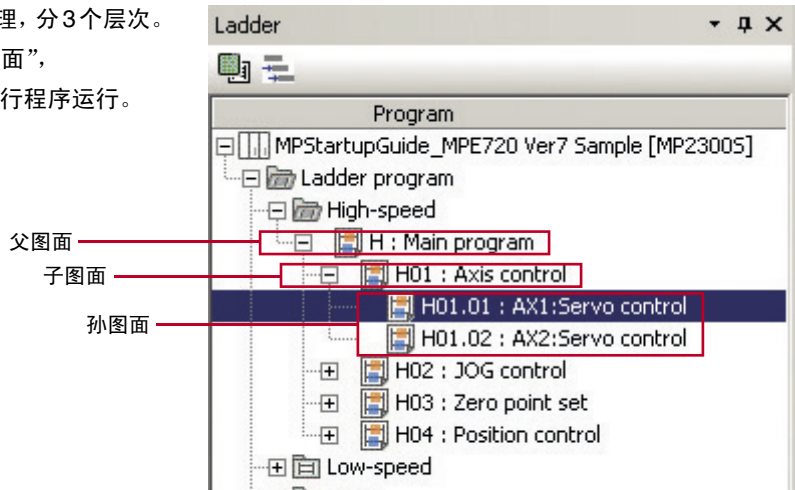 理，分3个层次。
面”，
行程序运行。
Ladder
Program
MPStartupGuide_MPE720 Ver7 Sample [MP2300S]
Ladder program
High-speed
父图面
H : Main program
子图面
H01 : Axis control
孙图面
H01.01 : AX1:Servo control
H01.02 : AX2:Servo control
H02 : JOG control
H03 : Zero point set
H04 : Position control
Low-speed